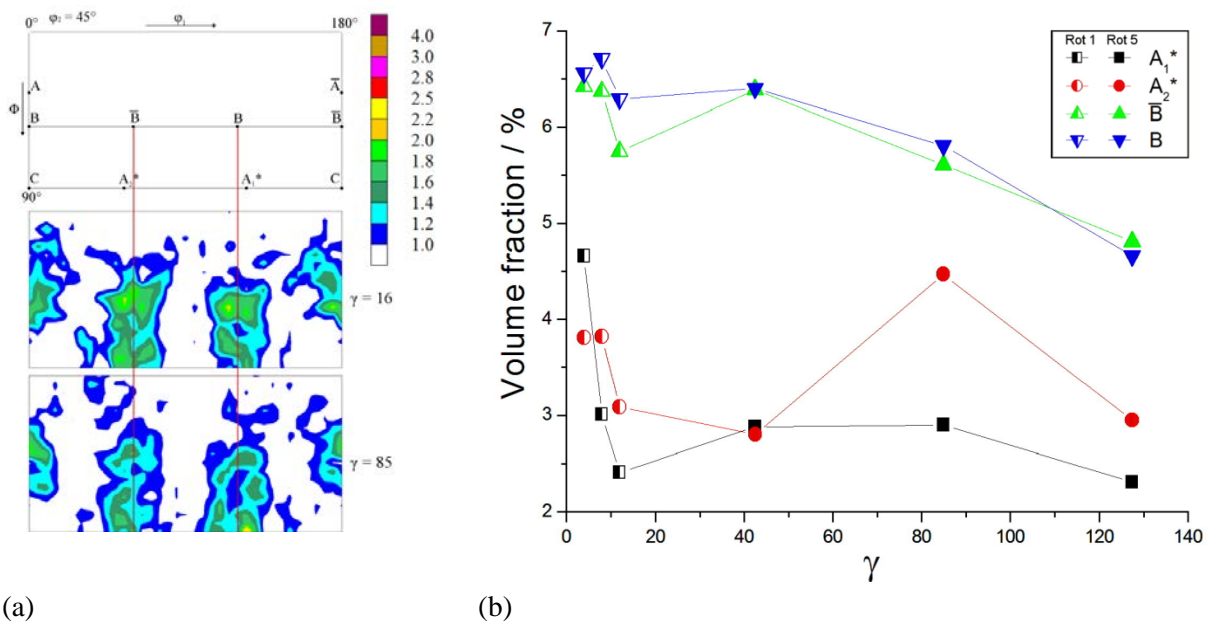 0° φ₂ = 45° φ₁ 180°
A Ā
Φ
B B̅ B B̅
C A₂* A₁* C
90°
4.0
3.0
2.8
2.5
2.2
2.0
1.8
1.6
1.4
1.2
1.0
γ = 16
γ = 85
(a)
7
6
5
4
3
2
Volume fraction / %
0 20 40 60 80 100 120 140
γ
Rot 1 Rot 5
A₁*
A₂*
B̅
B
(b)